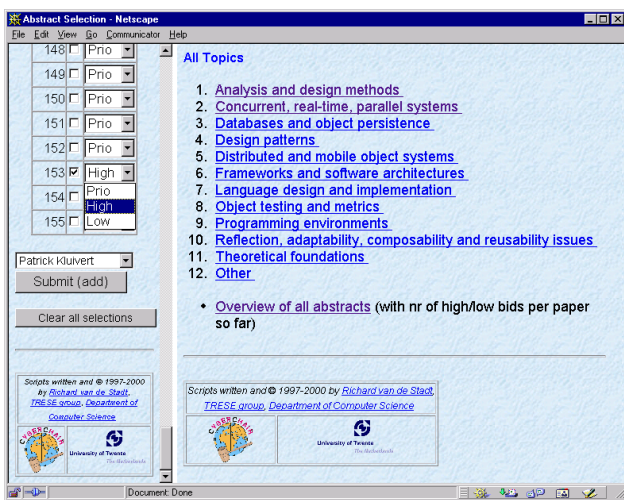 Abstract Selection - Netscape
File Edit View Go Communicator Help
148 Prio
149 Prio
150 Prio
151 Prio
152 Prio
153 High
154 Prio
High
155 Low
Patrick Kluivert
Submit (add)
Clear all selections
Scripts written and © 1997-2000
by Richard van de Stadt,
TRESE group, Department of
Computer Science
CYBERCHAIR
University of Twente
The Netherlands
All Topics
1. Analysis and design methods
2. Concurrent, real-time, parallel systems
3. Databases and object persistence
4. Design patterns
5. Distributed and mobile object systems
6. Frameworks and software architectures
7. Language design and implementation
8. Object testing and metrics
9. Programming environments
10. Reflection, adaptability, composability and reusability issues
11. Theoretical foundations
12. Other
• Overview of all abstracts (with nr of high/low bids per paper
so far)
Scripts written and © 1997-2000 by Richard van de Stadt,
TRESE group, Department of Computer Science
CYBERCHAIR
University of Twente
The Netherlands
Document: Done